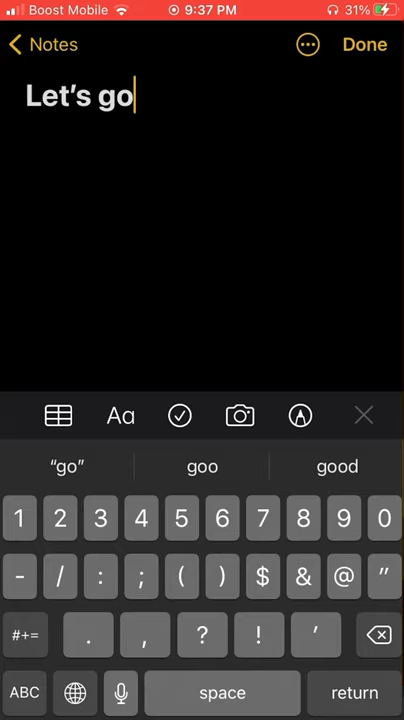 Boost Mobile 9:37 PM 31%
Notes Done
Let's go
Aa
“go” goo good
1 2 3 4 5 6 7 8 9 0
- / : ; ( ) $ & @ ”
#+= . , ? ! ’
ABC space return